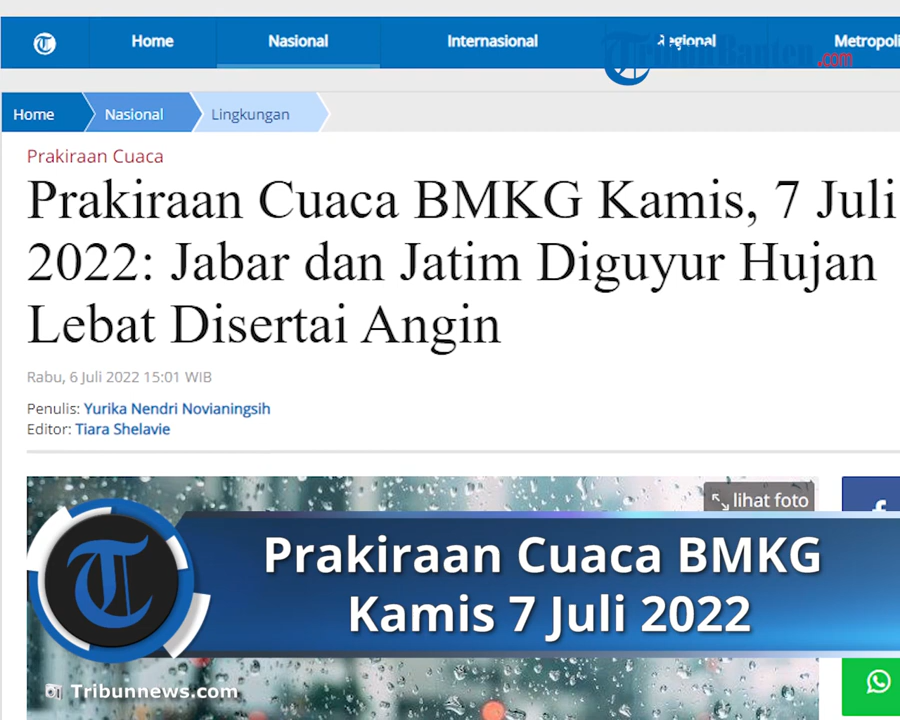 Home Nasional Internasional Regional
TribunBanten.com
Home Nasional Lingkungan
Prakiraan Cuaca
Prakiraan Cuaca BMKG Kamis, 7 Juli
2022: Jabar dan Jatim Diguyur Hujan
Lebat Disertai Angin
Rabu, 6 Juli 2022 15:01 WIB
Penulis: Yurika Nendri Novianingsih
Editor: Tiara Shelavie
lihat foto
Prakiraan Cuaca BMKG
Kamis 7 Juli 2022
Tribunnews.com